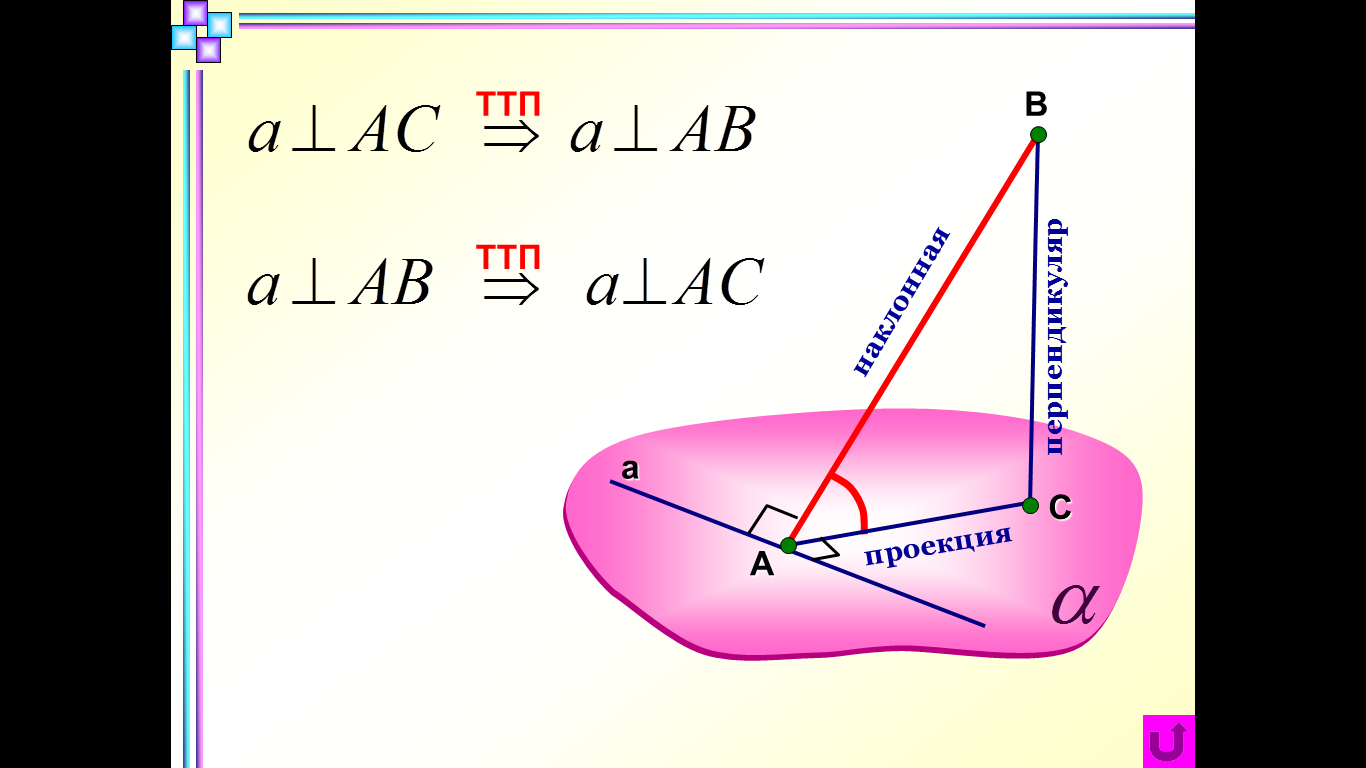 ТТП
a ⊥ AC ⇒ a ⊥ AB
ТТП
a ⊥ AB ⇒ a ⊥ AC
B
наклонная
перпендикуляр
a
C
A
проекция
α